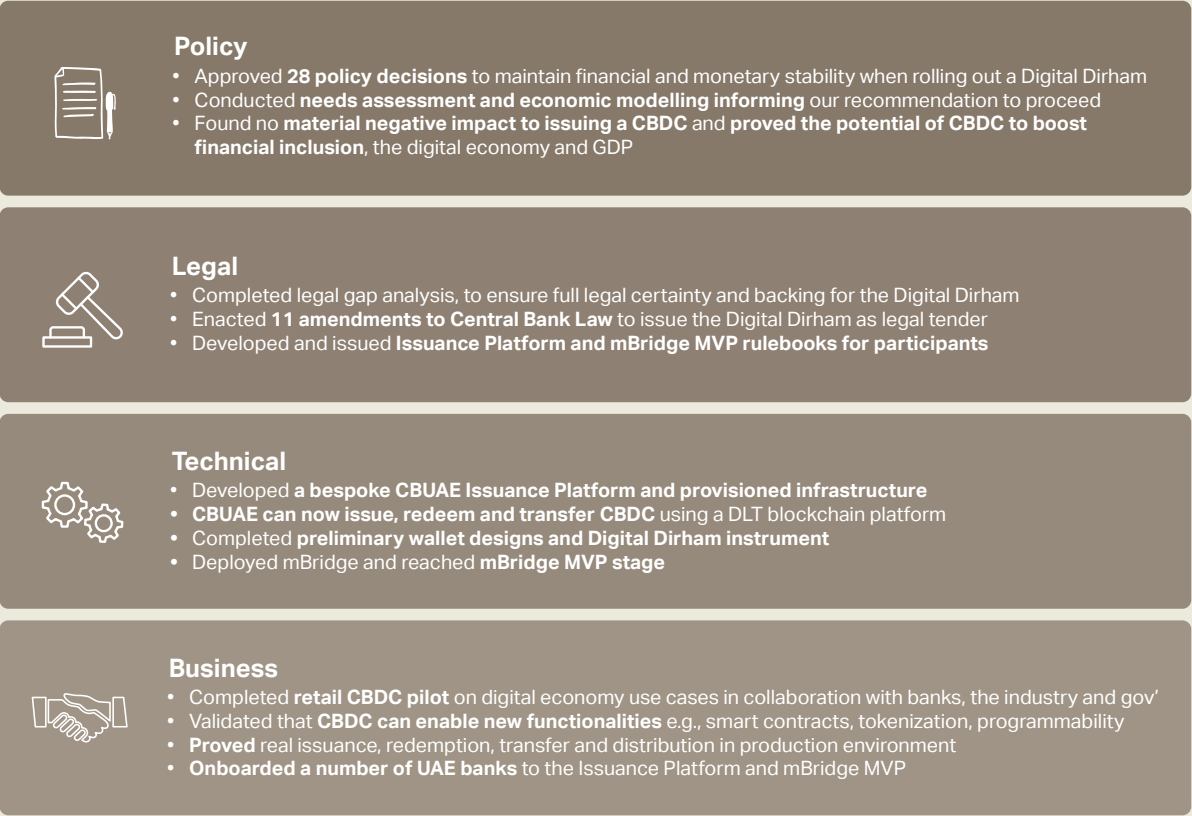 Policy
• Approved 28 policy decisions to maintain financial and monetary stability when rolling out a Digital Dirham
• Conducted needs assessment and economic modelling informing our recommendation to proceed
• Found no material negative impact to issuing a CBDC and proved the potential of CBDC to boost
financial inclusion, the digital economy and GDP
Legal
• Completed legal gap analysis, to ensure full legal certainty and backing for the Digital Dirham
• Enacted 11 amendments to Central Bank Law to issue the Digital Dirham as legal tender
• Developed and issued Issuance Platform and mBridge MVP rulebooks for participants
Technical
• Developed a bespoke CBUAE Issuance Platform and provisioned infrastructure
• CBUAE can now issue, redeem and transfer CBDC using a DLT blockchain platform
• Completed preliminary wallet designs and Digital Dirham instrument
• Deployed mBridge and reached mBridge MVP stage
Business
• Completed retail CBDC pilot on digital economy use cases in collaboration with banks, the industry and gov’
• Validated that CBDC can enable new functionalities e.g., smart contracts, tokenization, programmability
• Proved real issuance, redemption, transfer and distribution in production environment
• Onboarded a number of UAE banks to the Issuance Platform and mBridge MVP